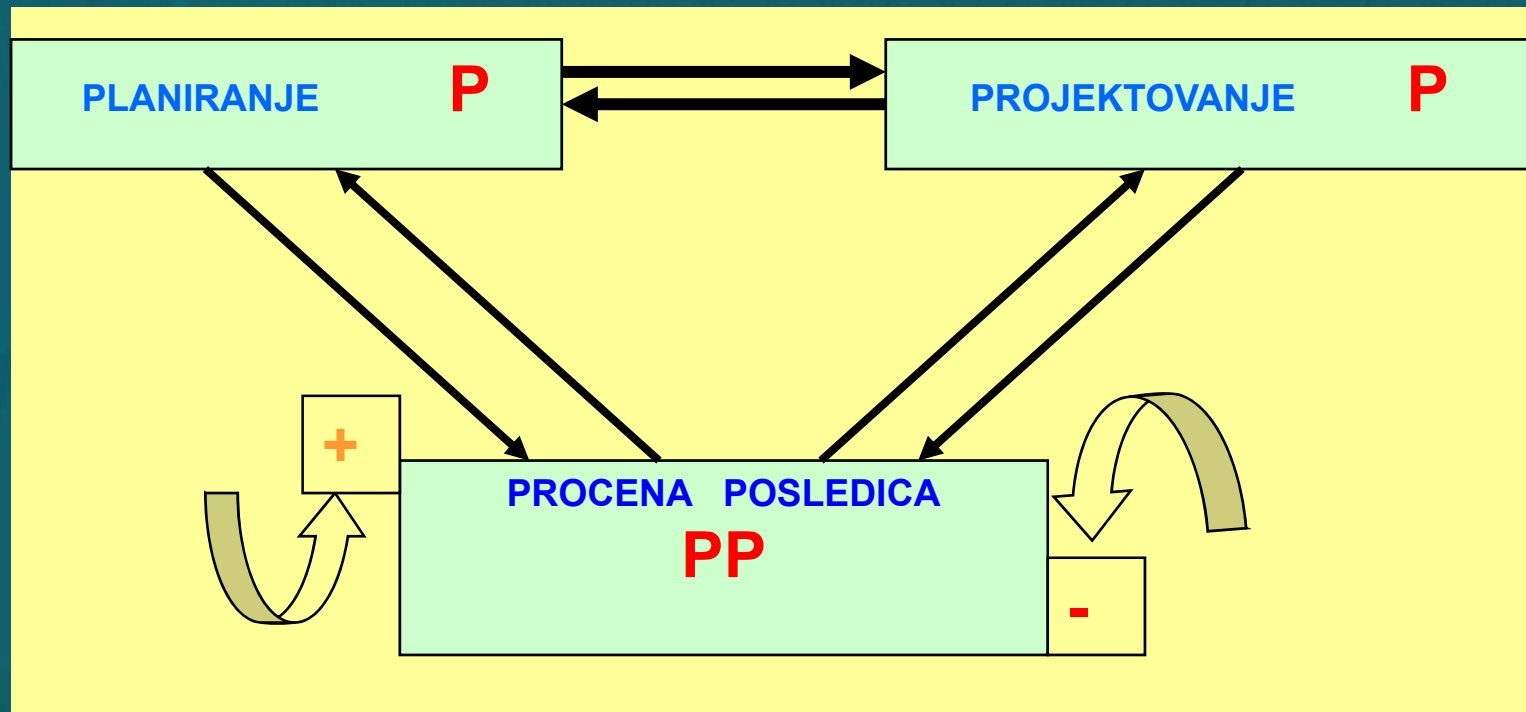 PLANIRANJE P
PROJEKTOVANJE P
+
PROCENA POSLEDICA
PP
-